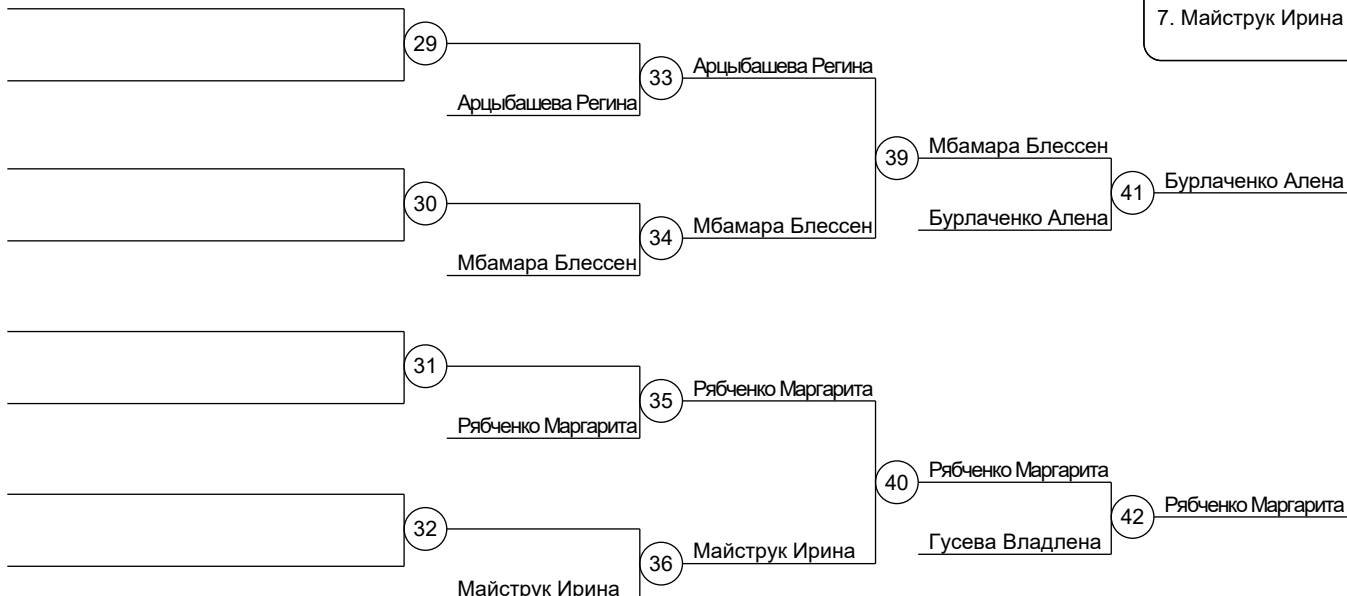 7. Майструк Ирина
29
33
Арцыбашева Регина
Арцыбашева Регина
39
Мбамара Блессен
41
Бурлаченко Алена
30
34
Мбамара Блессен
Бурлаченко Алена
Мбамара Блессен
31
35
Рябченко Маргарита
Рябченко Маргарита
40
Рябченко Маргарита
42
Рябченко Маргарита
32
36
Майструк Ирина
Гусева Владлена
Майструк Ирина